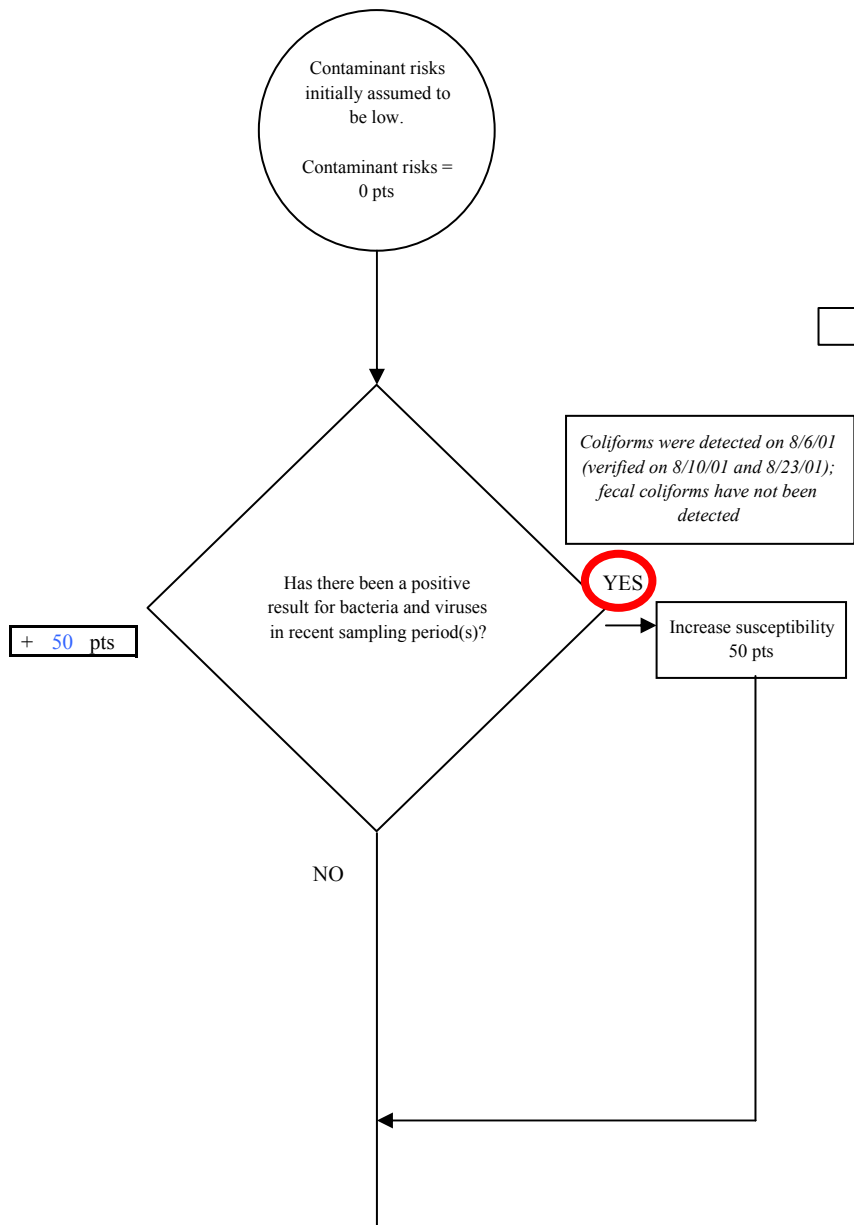 Contaminant risks
initially assumed to
be low.
Contaminant risks =
0 pts
Coliforms were detected on 8/6/01
(verified on 8/10/01 and 8/23/01);
fecal coliforms have not been
detected
Has there been a positive
result for bacteria and viruses
in recent sampling period(s)?
YES
+ 50 pts
Increase susceptibility
50 pts
NO